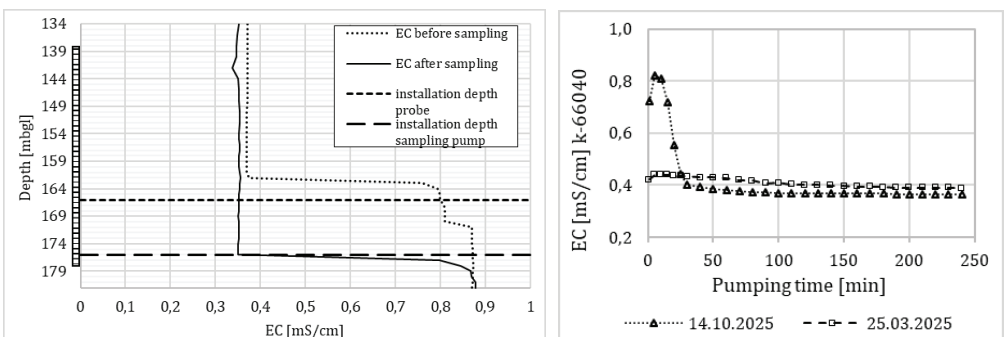 134
139
144
149
154
159
164
169
174
179
Depth [mbgl]
EC before sampling
EC after sampling
installation depth
probe
installation depth
sampling pump
0 0,1 0,2 0,3 0,4 0,5 0,6 0,7 0,8 0,9 1
EC [mS/cm]
EC [mS/cm] k-66040
1,0
0,8
0,6
0,4
0,2
0 50 100 150 200 250
Pumping time [min]
14.10.2025 25.03.2025